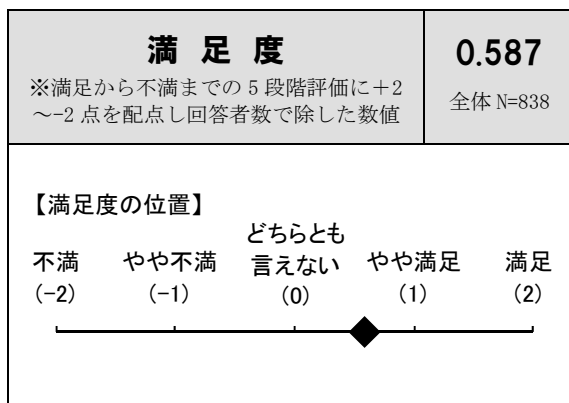 満足度
※満足から不満までの5段階評価に＋2
～-2点を配点し回答者数で除した数値
0.587
全体 N=838
【満足度の位置】
不満
(-2)
やや不満
(-1)
どちらとも
言えない
(0)
やや満足
(1)
満足
(2)